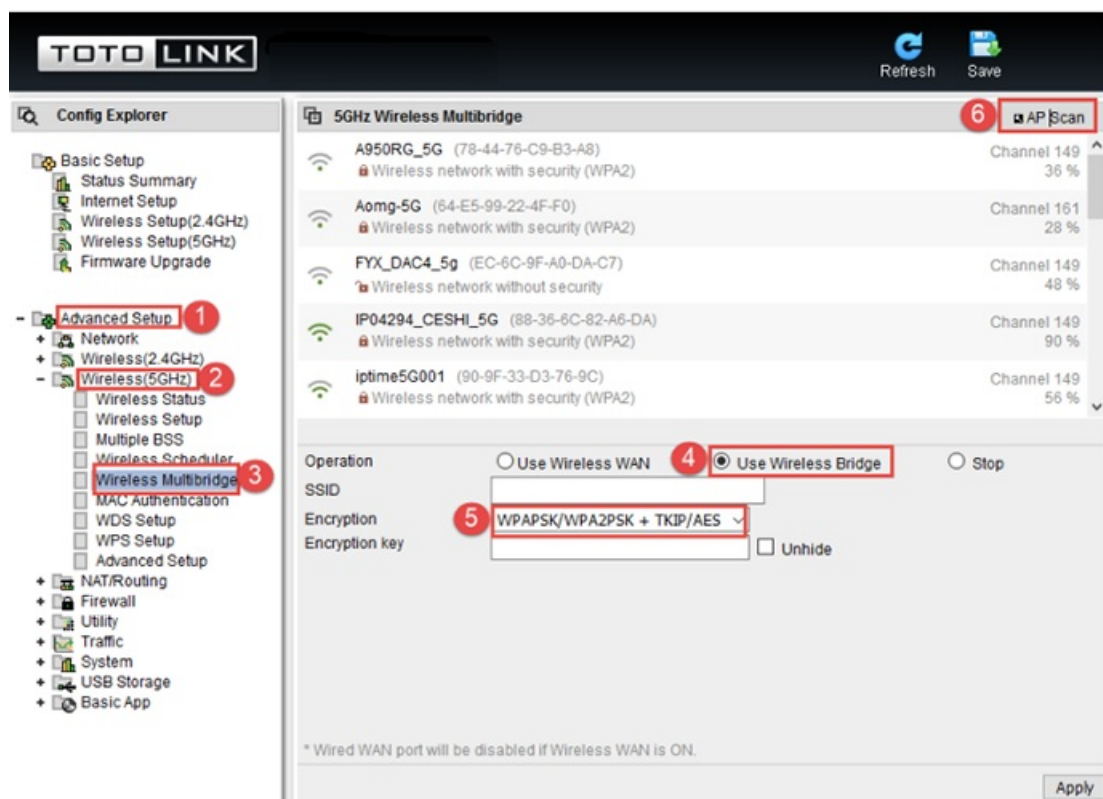 TOTO LINK
Refresh
Save
Config Explorer
Basic Setup
Status Summary
Internet Setup
Wireless Setup(2.4GHz)
Wireless Setup(5GHz)
Firmware Upgrade
Advanced Setup 1
Network
Wireless(2.4GHz)
Wireless(5GHz) 2
Wireless Status
Wireless Setup
Multiple BSS
Wireless Scheduler
Wireless Multibridge 3
MAC Authentication
WDS Setup
WPS Setup
Advanced Setup
NAT/Routing
Firewall
Utility
Traffic
System
USB Storage
Basic App
5GHz Wireless Multibridge
6 AP Scan
A950RG_5G (78-44-76-C9-B3-A8) Channel 149
Wireless network with security (WPA2) 36 %
Aomg-5G (64-E5-99-22-4F-F0) Channel 161
Wireless network with security (WPA2) 28 %
FYX_DAC4_5g (EC-6C-9F-A0-DA-C7) Channel 149
Wireless network without security 48 %
IP04294_CESHI_5G (88-36-6C-82-A6-DA) Channel 149
Wireless network with security (WPA2) 90 %
iptime5G001 (90-9F-33-D3-76-9C) Channel 149
Wireless network with security (WPA2) 56 %
Operation Use Wireless WAN 4 Use Wireless Bridge Stop
SSID
Encryption 5 WPAPSK/WPA2PSK + TKIP/AES
Encryption key Unhide
* Wired WAN port will be disabled if Wireless WAN is ON.
Apply